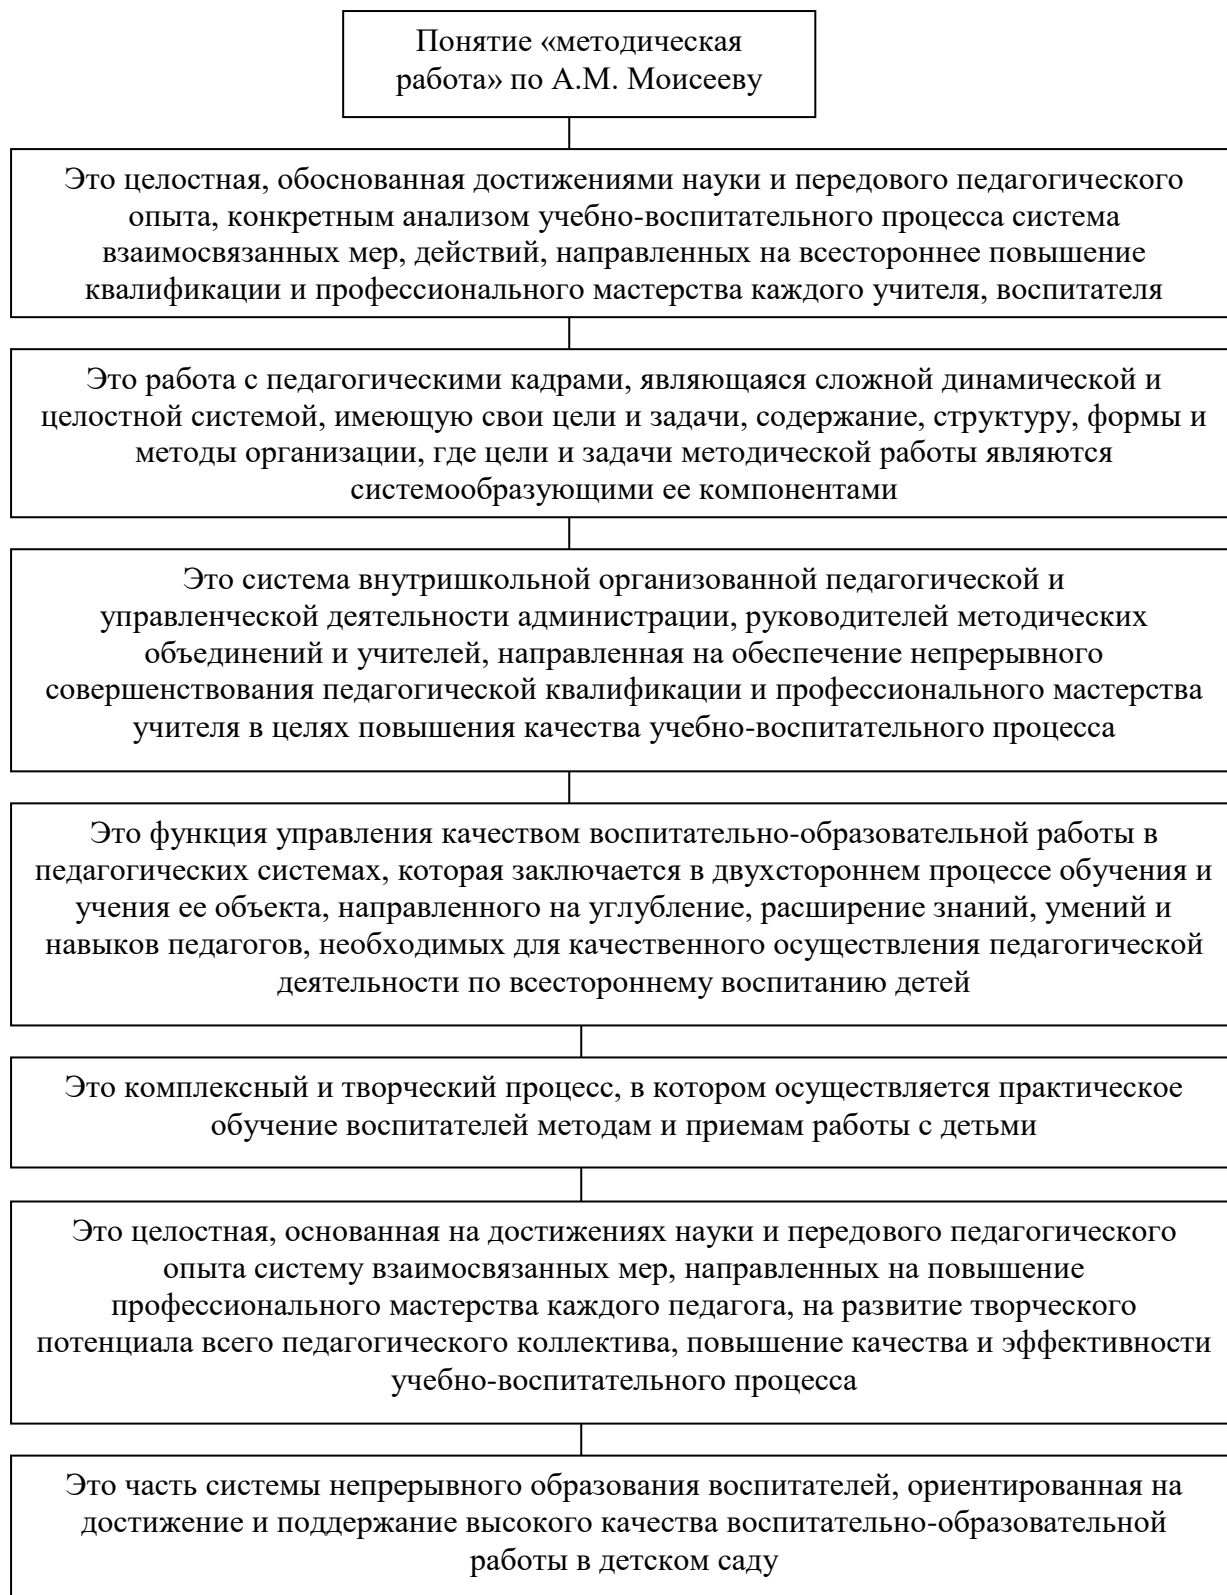 Понятие «методическая
работа» по А.М. Моисееву
Это целостная, обоснованная достижениями науки и передового педагогического
опыта, конкретным анализом учебно-воспитательного процесса система
взаимосвязанных мер, действий, направленных на всестороннее повышение
квалификации и профессионального мастерства каждого учителя, воспитателя
Это работа с педагогическими кадрами, являющаяся сложной динамической и
целостной системой, имеющую свои цели и задачи, содержание, структуру, формы и
методы организации, где цели и задачи методической работы являются
системообразующими ее компонентами
Это система внутришкольной организованной педагогической и
управленческой деятельности администрации, руководителей методических
объединений и учителей, направленная на обеспечение непрерывного
совершенствования педагогической квалификации и профессионального мастерства
учителя в целях повышения качества учебно-воспитательного процесса
Это функция управления качеством воспитательно-образовательной работы в
педагогических системах, которая заключается в двухстороннем процессе обучения и
учения ее объекта, направленного на углубление, расширение знаний, умений и
навыков педагогов, необходимых для качественного осуществления педагогической
деятельности по всестороннему воспитанию детей
Это комплексный и творческий процесс, в котором осуществляется практическое
обучение воспитателей методам и приемам работы с детьми
Это целостная, основанная на достижениях науки и передового педагогического
опыта систему взаимосвязанных мер, направленных на повышение
профессионального мастерства каждого педагога, на развитие творческого
потенциала всего педагогического коллектива, повышение качества и эффективности
учебно-воспитательного процесса
Это часть системы непрерывного образования воспитателей, ориентированная на
достижение и поддержание высокого качества воспитательно-образовательной
работы в детском саду